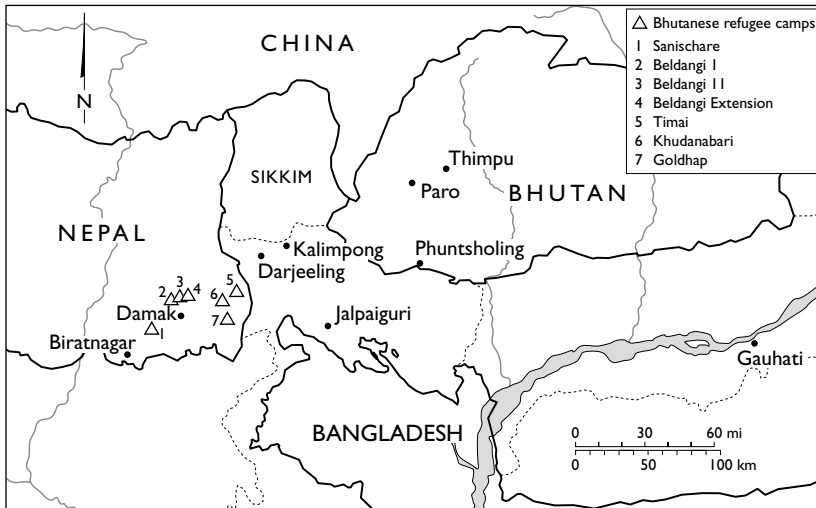 CHINA
Bhutanese refugee camps
1 Sanischare
2 Beldangi I
3 Beldangi II
4 Beldangi Extension
5 Timai
6 Khudanabari
7 Goldhap
N
SIKKIM
Thimpu
Paro
BHUTAN
NEPAL
Kalimpong
Darjeeling
Phuntsholing
2 3 4
6 5
Damak
7
1
Jalpaiguri
Biratnagar
Gauhati
BANGLADESH
0 30 60 mi
0 50 100 km